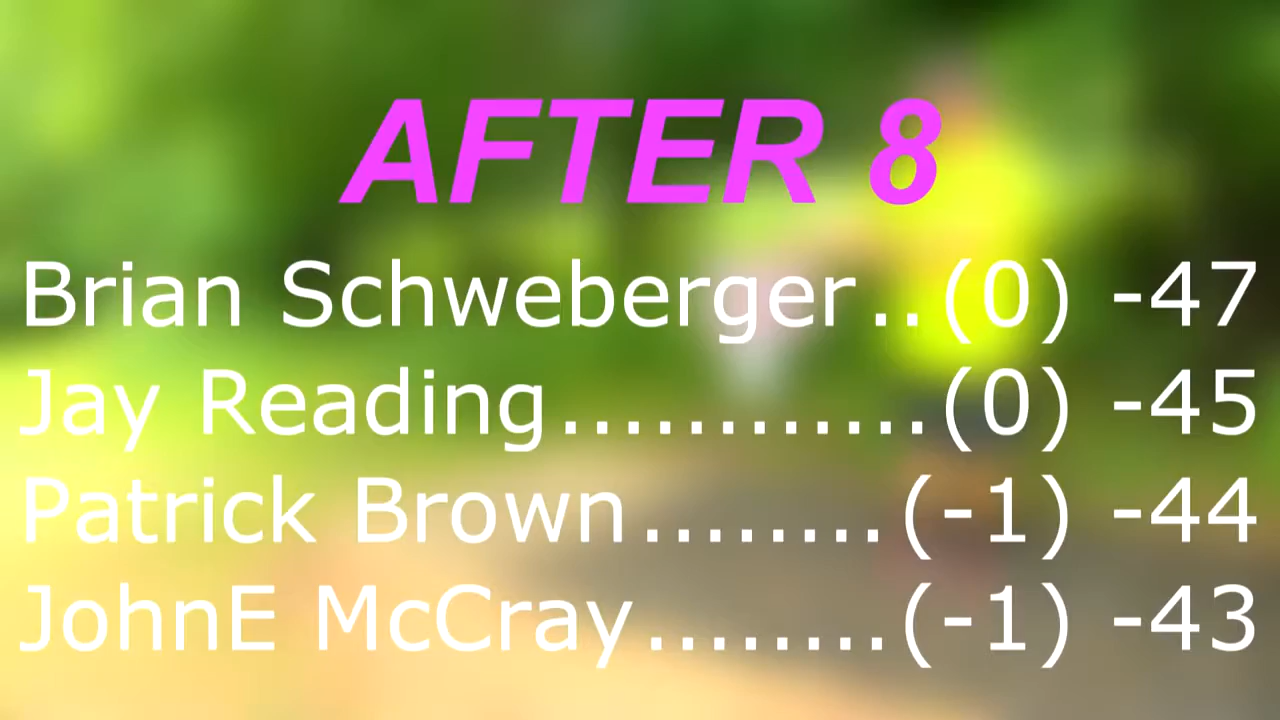 AFTER 8
Brian Schweberger..(0) -47
Jay Reading............(0) -45
Patrick Brown........(-1) -44
JohnE McCray........(-1) -43